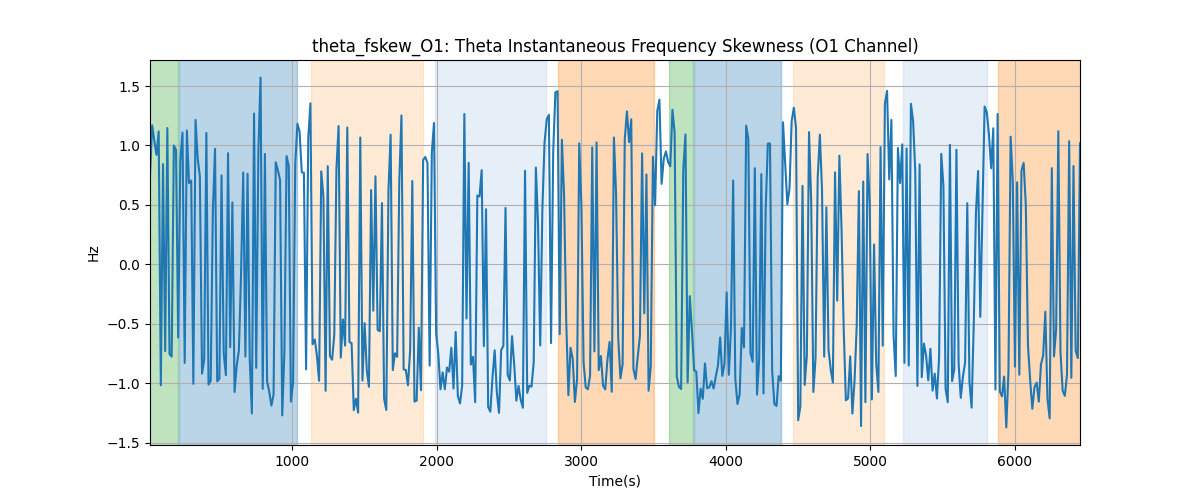 theta_fskew_O1: Theta Instantaneous Frequency Skewness (O1 Channel)
Hz
1.5
1.0
0.5
0.0
−0.5
−1.0
−1.5
1000 2000 3000 4000 5000 6000
Time(s)